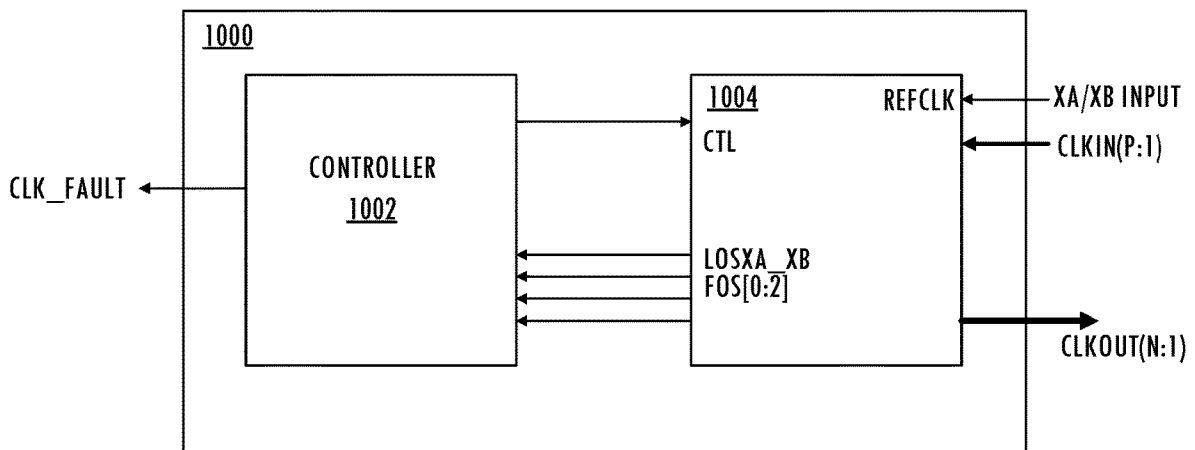 1000
1004
REFCLK
XA/XB INPUT
CTL
CLKIN(P:1)
CONTROLLER
1002
CLK_FAULT
LOSXA_XB
FOS[0:2]
CLKOUT(N:1)